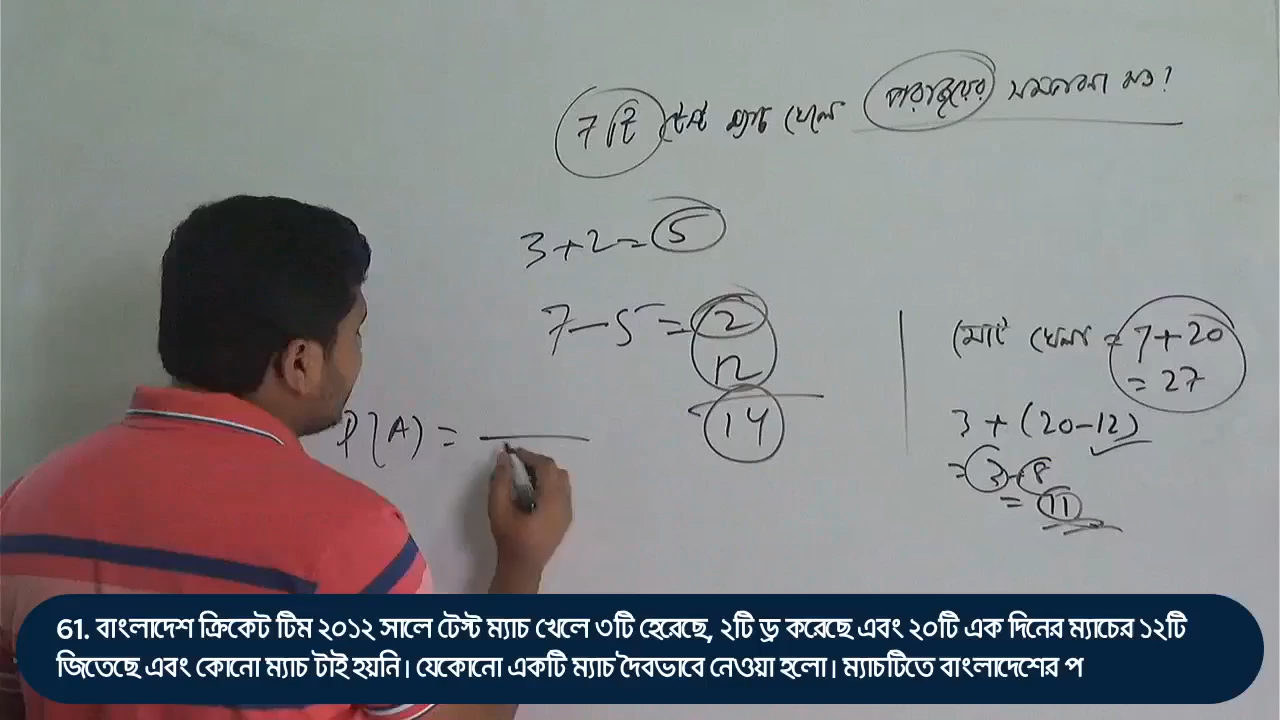 7টি টেস্ট ম্যাচ খেলে পরাজয়ের সম্ভাবনা কত?
3+2=5
7-5=2
12
14
P(A) =
মোট খেলা = 7+20
= 27
3+(20-12)
=3+8
= 11
61. বাংলাদেশ ক্রিকেট টিম ২০১২ সালে টেস্ট ম্যাচ খেলে ৩টি হেরেছে, ২টি ড্র করেছে এবং ২০টি এক দিনের ম্যাচের ১২টি
জিতেছে এবং কোনো ম্যাচ টাই হয়নি। যেকোনো একটি ম্যাচ দৈবভাবে নেওয়া হলো। ম্যাচটিতে বাংলাদেশের প